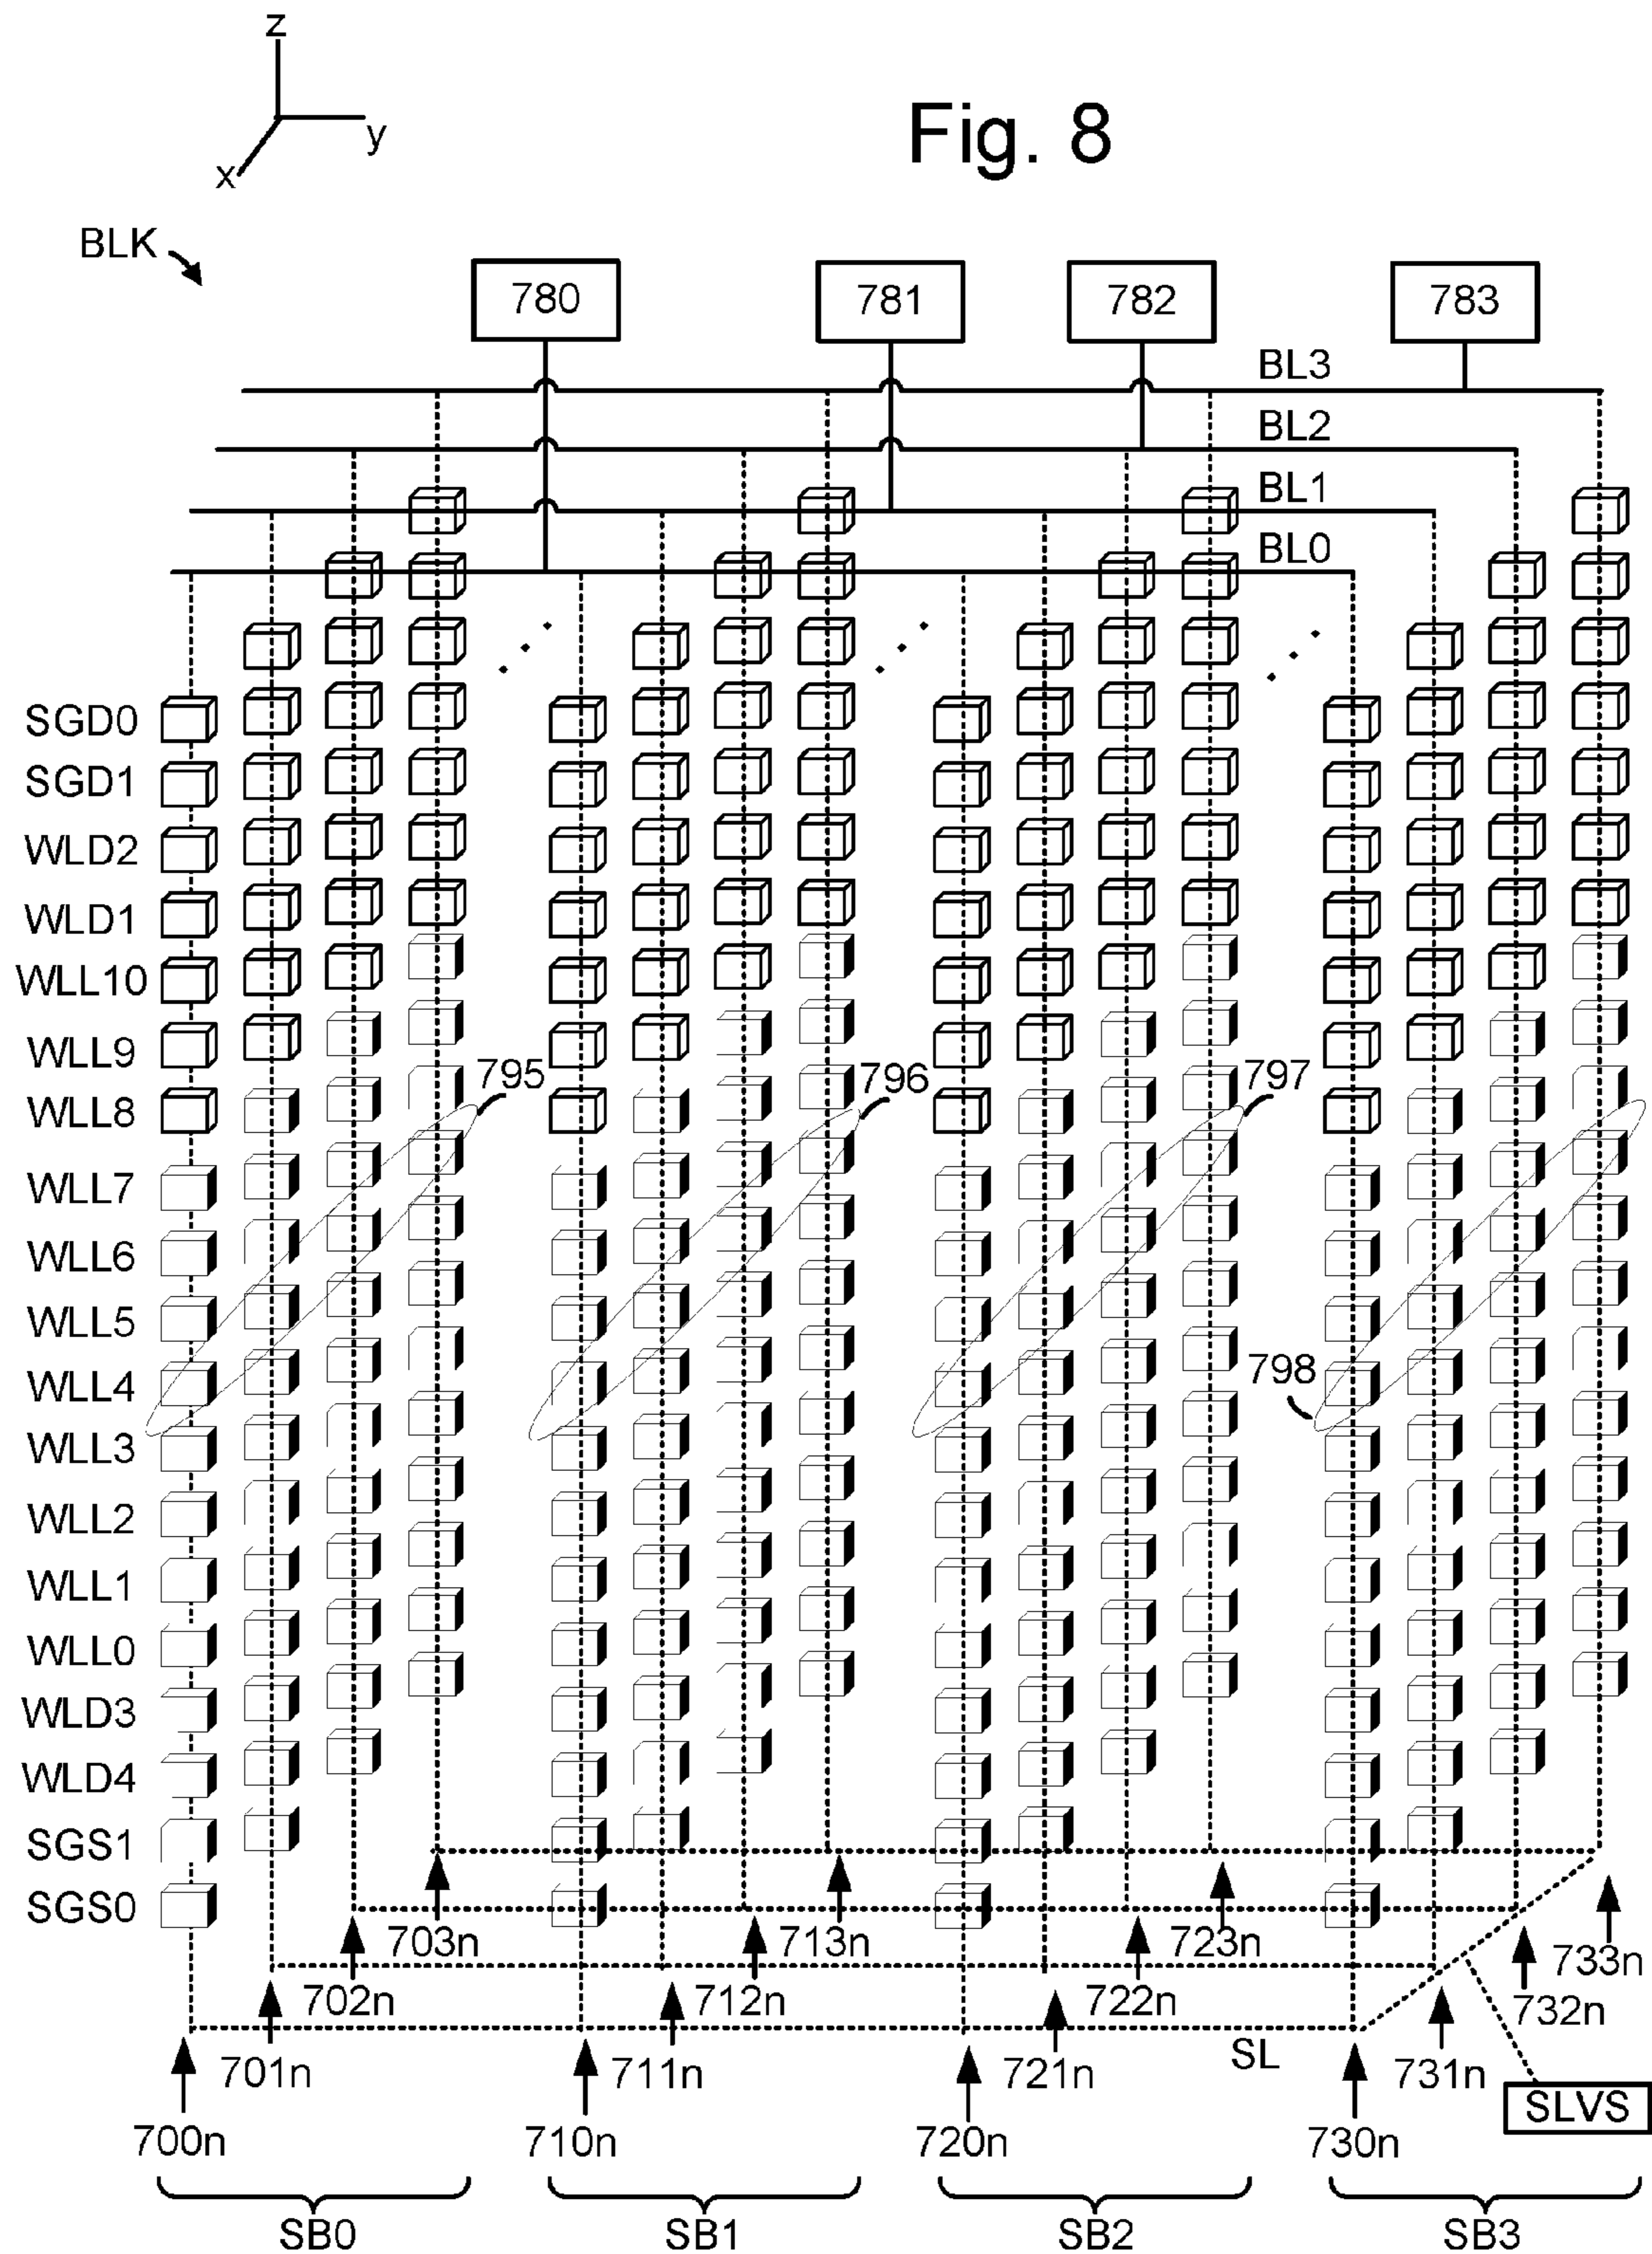 z
y
x
Fig. 8
BLK
780
781
782
783
BL3
BL2
BL1
BL0
SGD0
SGD1
WLD2
WLD1
WLL10
WLL9
WLL8
WLL7
WLL6
WLL5
WLL4
WLL3
WLL2
WLL1
WLL0
WLD3
WLD4
SGS1
SGS0
795
796
797
798
703n
713n
723n
733n
702n
712n
722n
732n
701n
711n
721n
731n
SL
SLVS
700n
710n
720n
730n
SB0
SB1
SB2
SB3